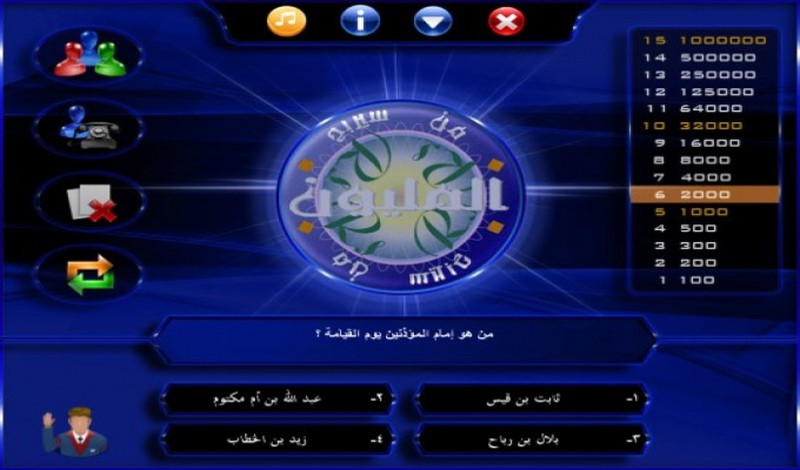 15 1000000
14 500000
13 250000
12 125000
11 64000
10 32000
9 16000
8 8000
7 4000
6 2000
5 1000
4 500
3 300
2 200
1 100
من سيربح
المليون
من هو إمام المؤذنين يوم القيامة ؟
١- ثابت بن قيس
٢- عبد الله بن أم مكتوم
٣- بلال بن رباح
٤- زيد بن الخطاب